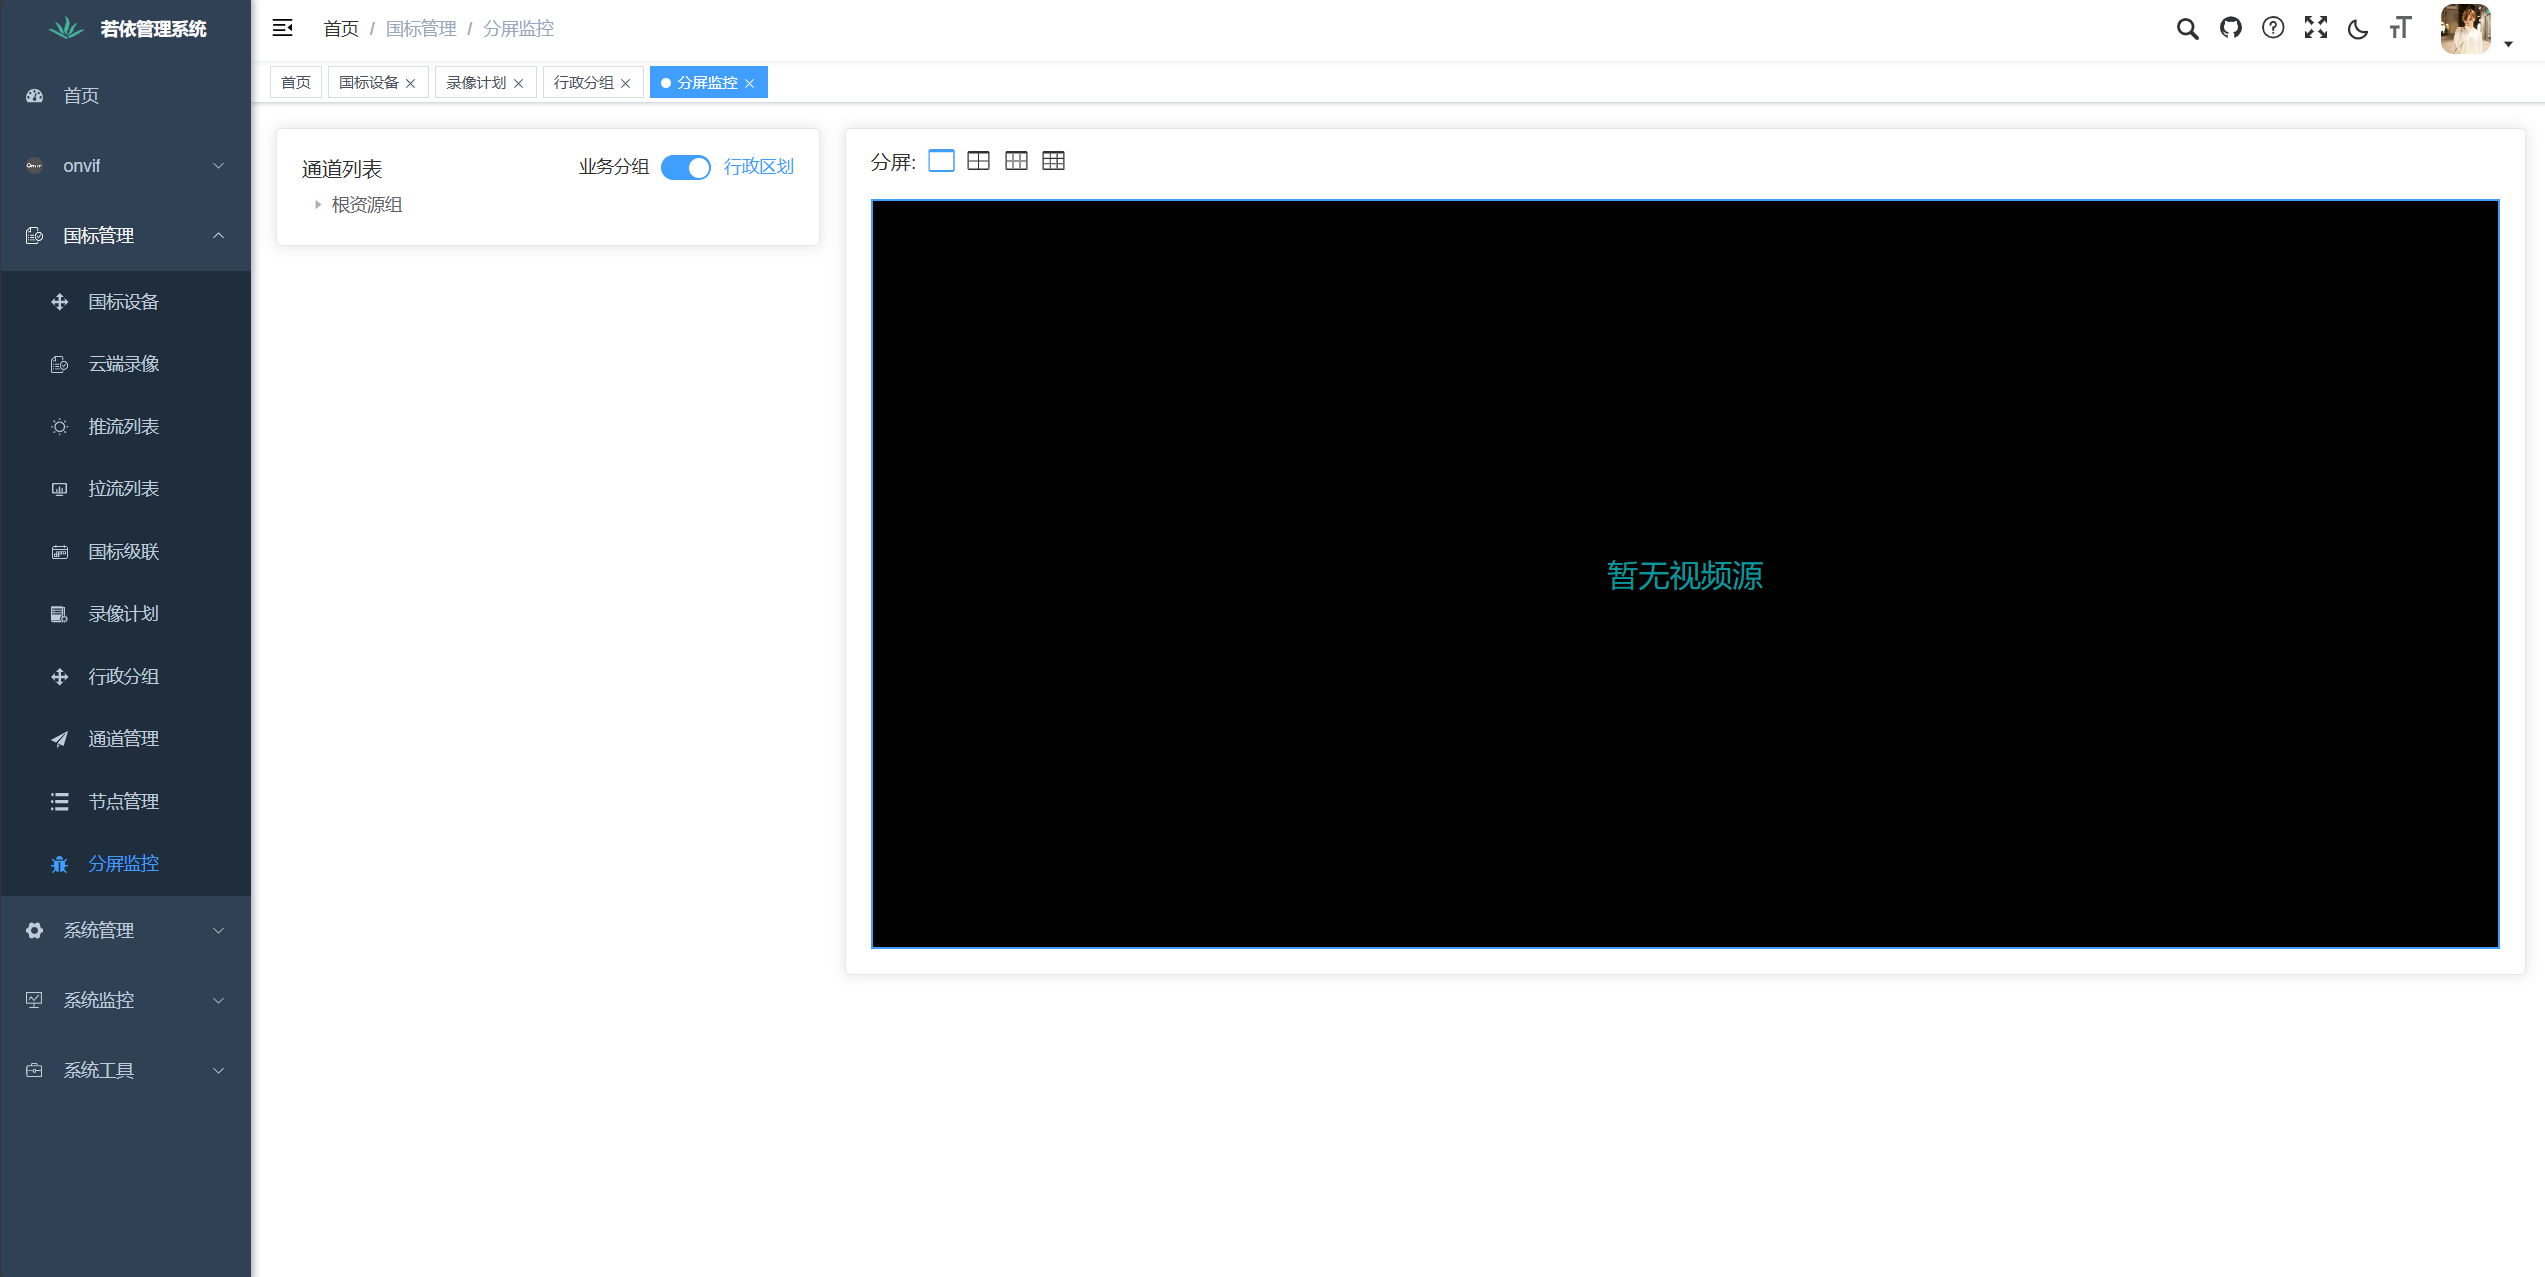 若依管理系统
首页 / 国标管理 / 分屏监控
首页
国标设备
录像计划
行政分组
分屏监控
首页
onvif
国标管理
国标设备
云端录像
推流列表
拉流列表
国标级联
录像计划
行政分组
通道管理
节点管理
分屏监控
系统管理
系统监控
系统工具
通道列表
业务分组
行政区划
根资源组
分屏:
暂无视频源